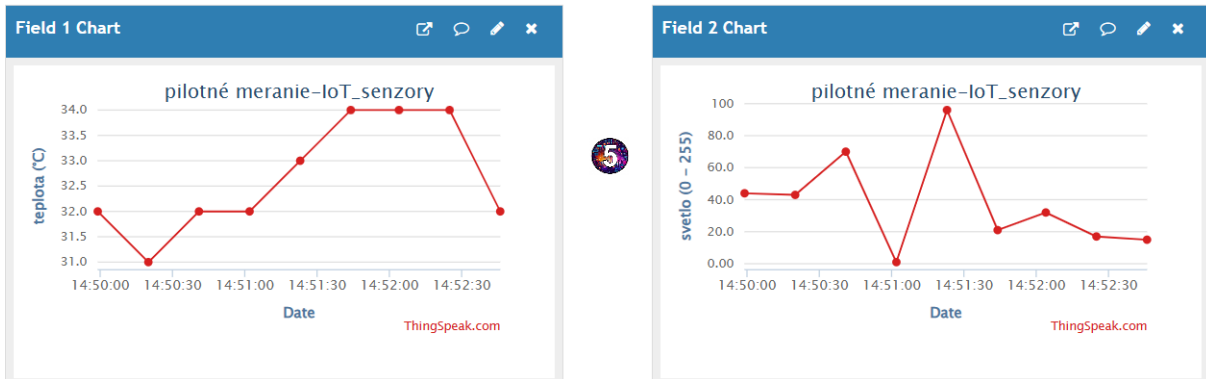 Field 1 Chart
pilotné meranie-IoT_senzory
34.0
33.5
33.0
32.5
32.0
31.5
31.0
teplota (°C)
14:50:00 14:50:30 14:51:00 14:51:30 14:52:00 14:52:30
Date
ThingSpeak.com
5
Field 2 Chart
pilotné meranie-IoT_senzory
100
80.0
60.0
40.0
20.0
0.00
svetlo (0 - 255)
14:50:00 14:50:30 14:51:00 14:51:30 14:52:00 14:52:30
Date
ThingSpeak.com